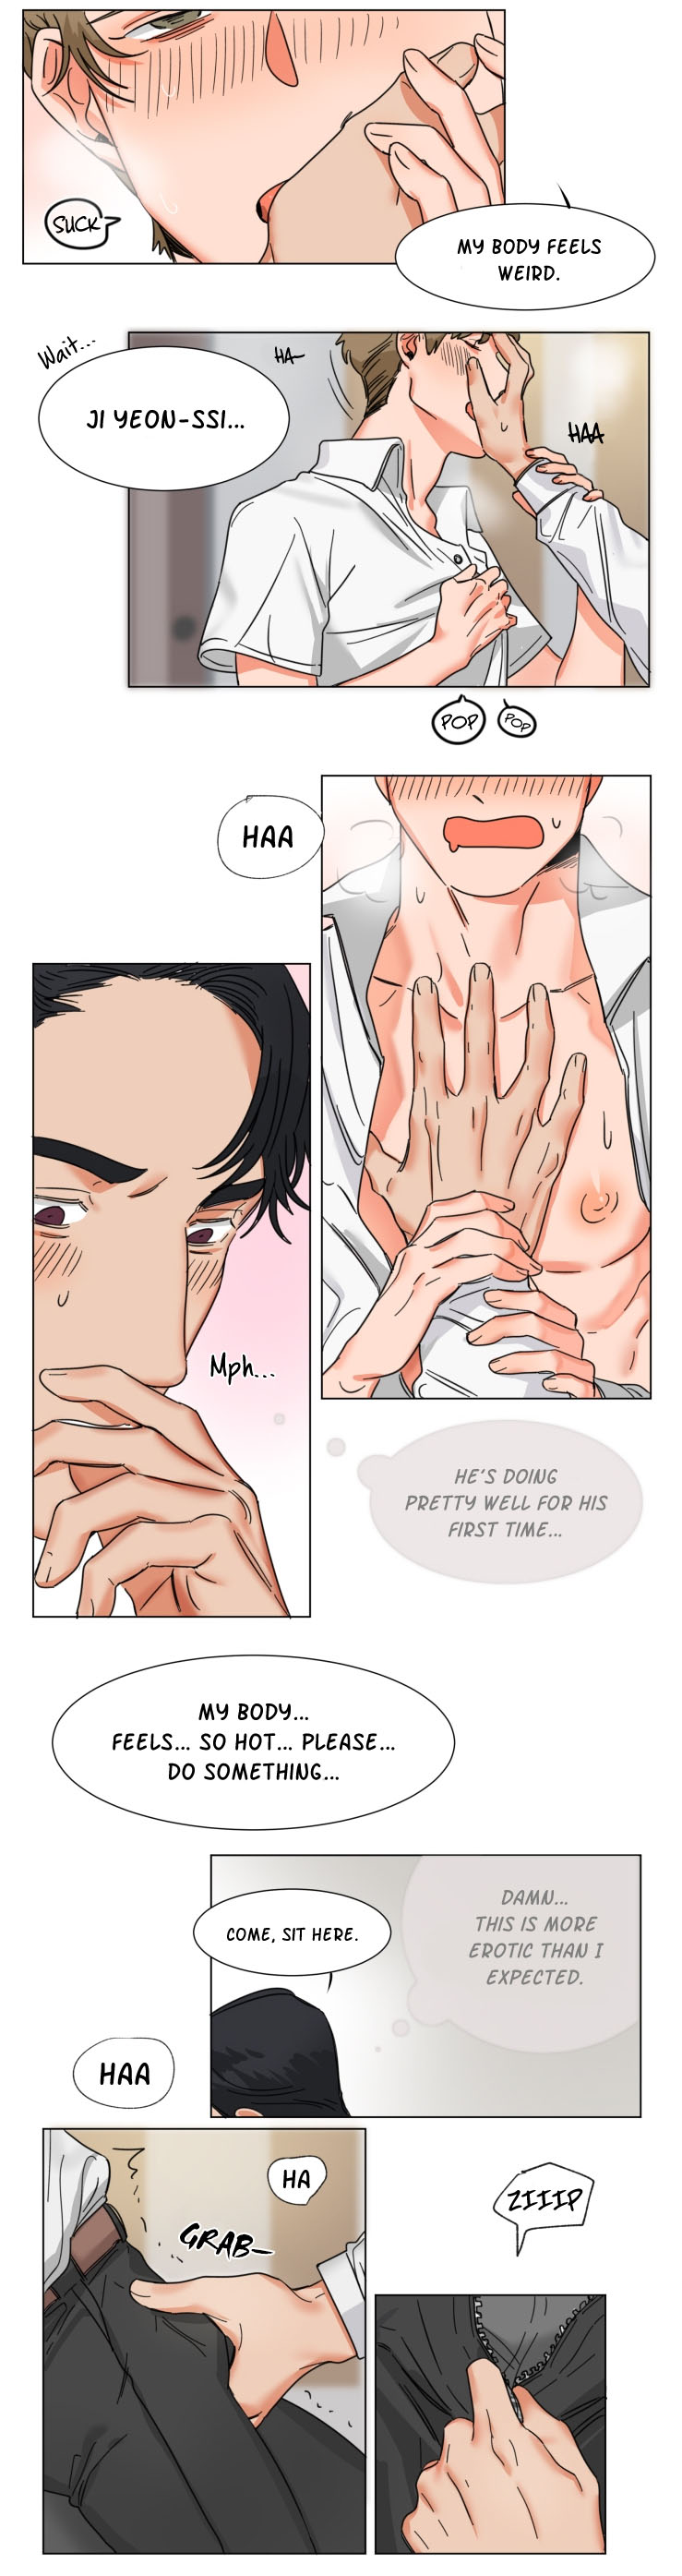 SUCK
MY BODY FEELS
WEIRD.
Wait...
JI YEON-SSI...
HA-
HAA
POP
POP
HAA
Mph...
HE'S DOING
PRETTY WELL FOR HIS
FIRST TIME...
MY BODY...
FEELS... SO HOT... PLEASE...
DO SOMETHING...
DAMN...
THIS IS MORE
EROTIC THAN I
EXPECTED.
COME, SIT HERE.
HAA
HA
GRAB-
ZIIIP